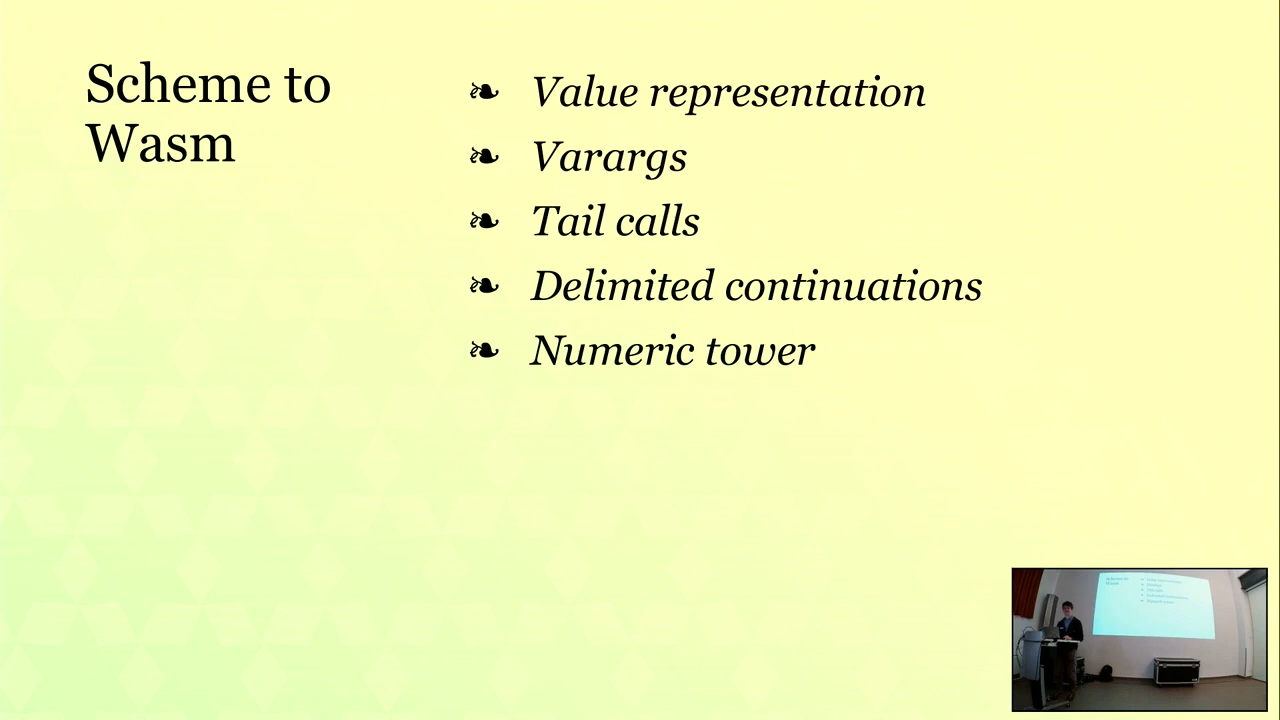 Scheme to
Wasm
❧ Value representation
❧ Varargs
❧ Tail calls
❧ Delimited continuations
❧ Numeric tower